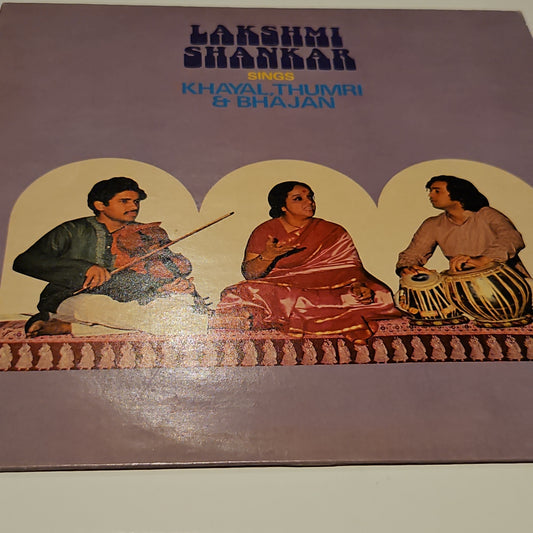 LAKSHMI
SHANKAR
SINGS
KHAYAL, THUMRI
& BHAJAN